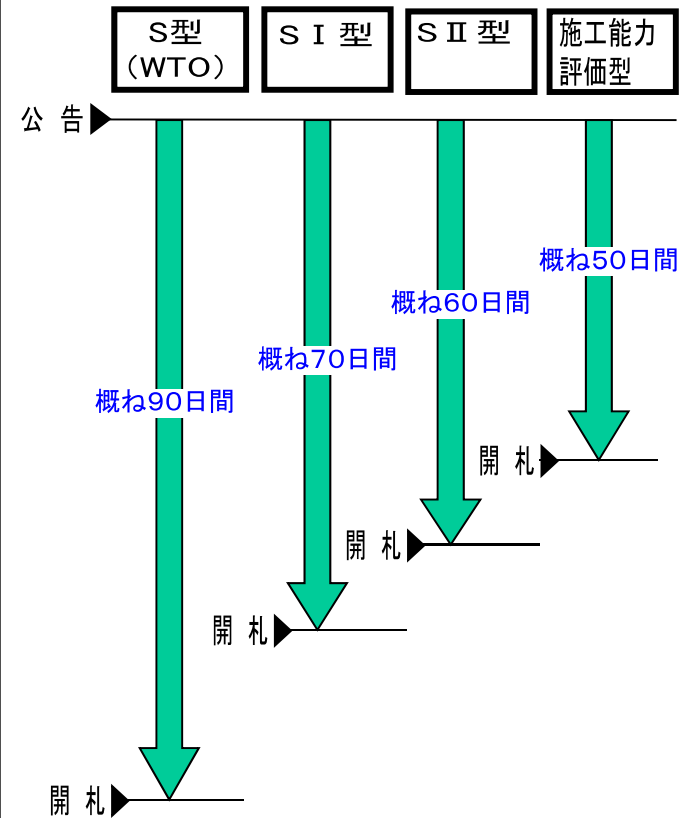 S型
（WTO）
SⅠ型
SⅡ型
施工能力
評価型
公告
概ね50日間
概ね60日間
概ね70日間
概ね90日間
開札
開札
開札
開札